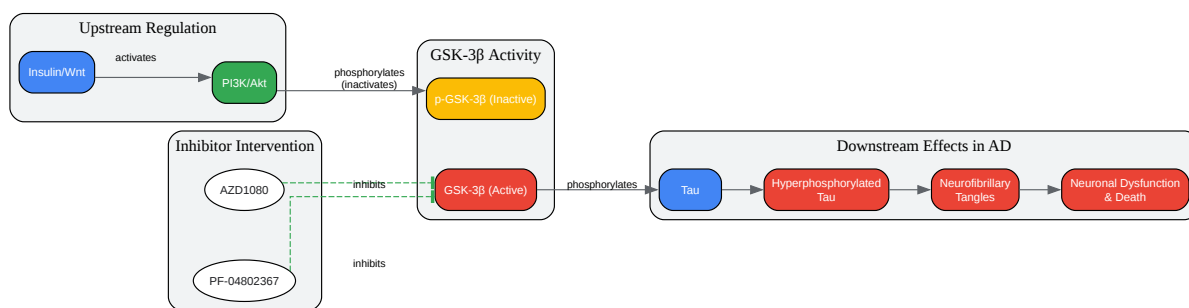 Upstream Regulation
Insulin/Wnt
activates
PI3K/Akt
phosphorylates
(inactivates)
GSK-3β Activity
p-GSK-3β (Inactive)
GSK-3β (Active)
Inhibitor Intervention
AZD1080
inhibits
PF-04802367
inhibits
phosphorylates
Downstream Effects in AD
Tau
Hyperphosphorylated
Tau
Neurofibrillary
Tangles
Neuronal Dysfunction
& Death